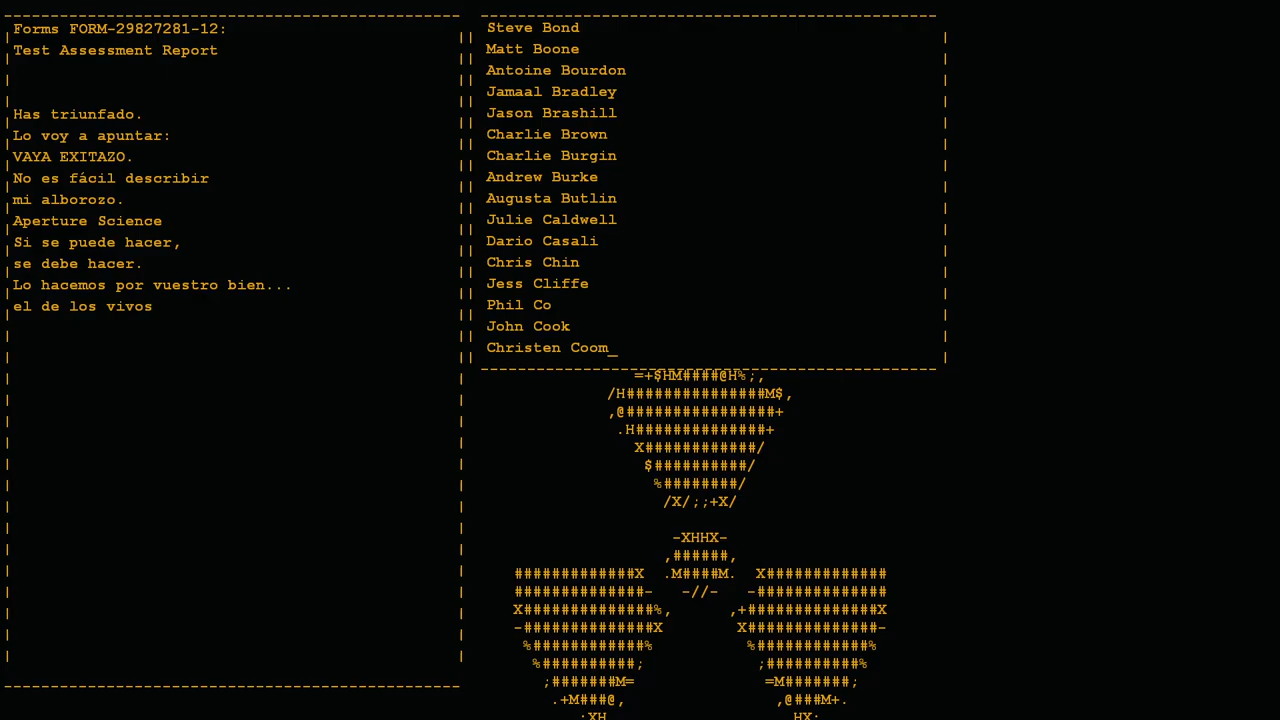 Forms FORM-29827281-12:
Test Assessment Report
Has triunfado.
Lo voy a apuntar:
VAYA EXITAZO.
No es fácil describir
mi alborozo.
Aperture Science
Si se puede hacer,
se debe hacer.
Lo hacemos por vuestro bien...
el de los vivos
Steve Bond
Matt Boone
Antoine Bourdon
Jamaal Bradley
Jason Brashill
Charlie Brown
Charlie Burgin
Andrew Burke
Augusta Butlin
Julie Caldwell
Dario Casali
Chris Chin
Jess Cliffe
Phil Co
John Cook
Christen Coom_